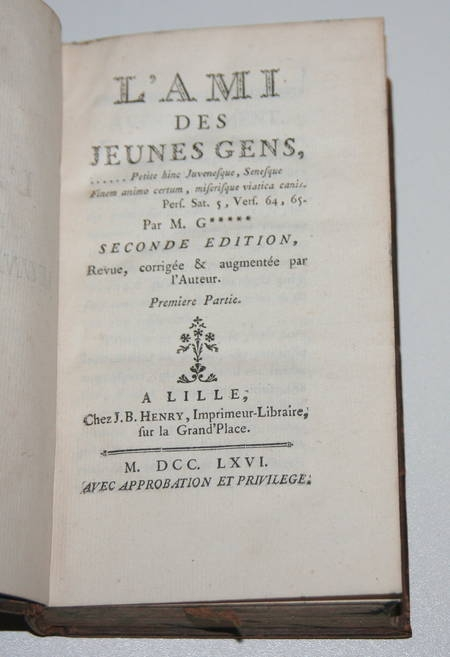 L'AMI
DES
JEUNES GENS,
...... Petite hinc Juvenesque, Senesque
Finem animo certum, miserisque viatica canis.
Pers. Sat. 5, Vers. 64, 65.
Par M. G*****
SECONDE EDITION,
Revue, corrigée & augmentée par
l'Auteur.
Premiere Partie.
A LILLE,
Chez J. B. HENRY, Imprimeur-Libraire,
sur la Grand'Place.
M. DCC. LXVI.
AVEC APPROBATION ET PRIVILEGE.